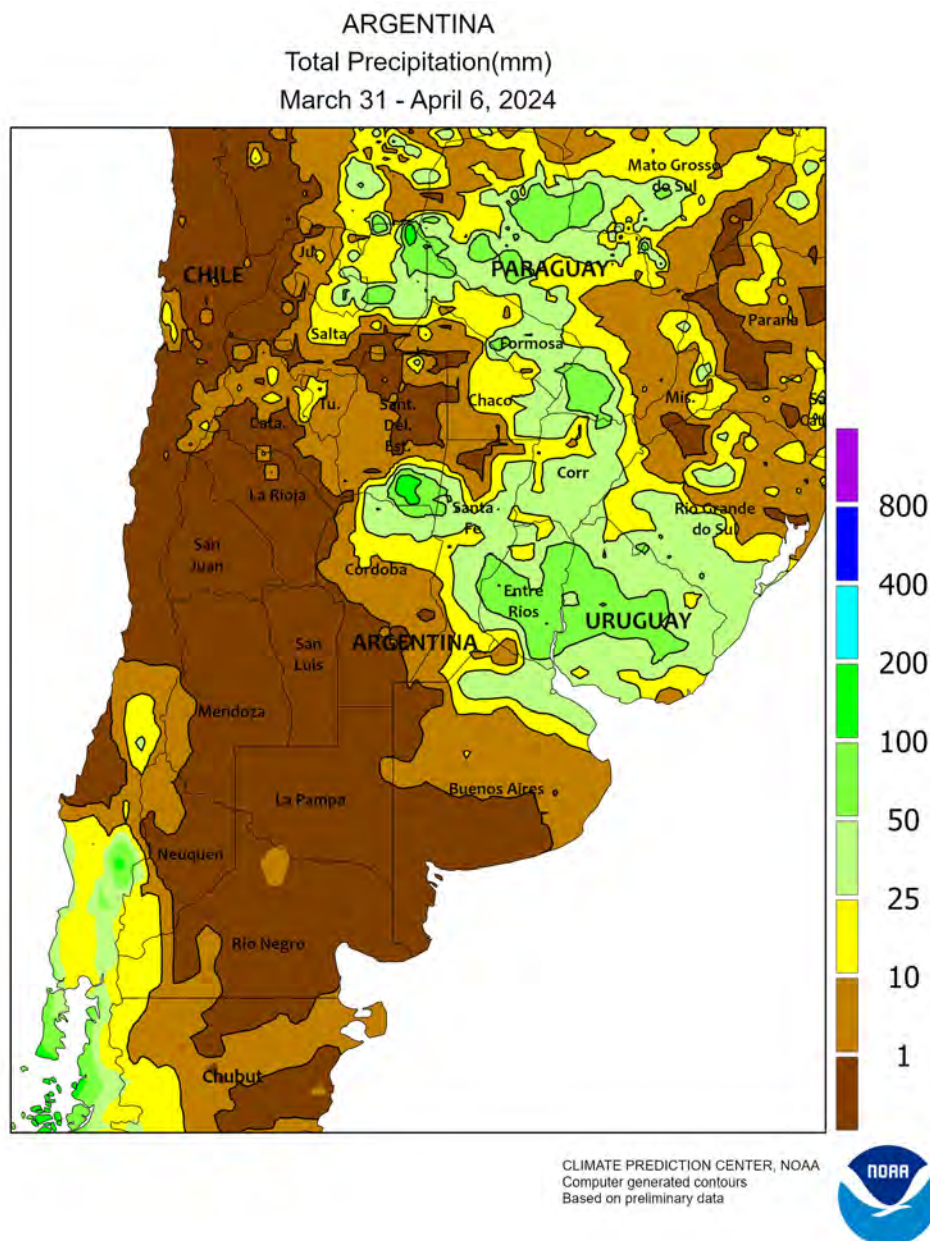 ARGENTINA
Total Precipitation(mm)
March 31 - April 6, 2024
Mato Grosso
do Sul
Ju.
CHILE
PARAGUAY
Parana
Salta
Formosa
Tu.
Sant.
Del.
Est.
Chaco
Mis.
Cata.
La Rioja
Corr
Santa
Fe
Rio Grande
do Sul
San
Juan
Cordoba
Entre
Rios
URUGUAY
ARGENTINA
San
Luis
Mendoza
Buenos Aires
La Pampa
Neuquen
Rio Negro
Chubut
800
400
200
100
50
25
10
1
CLIMATE PREDICTION CENTER, NOAA
Computer generated contours
Based on preliminary data
NOAA